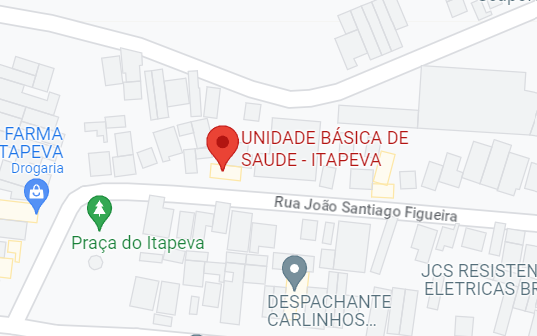 UNIDADE BÁSICA DE
SAUDE - ITAPEVA
FARMA
TAPEVA
Drogaria
Rua João Santiago Figueira
Praça do Itapeva
JCS RESISTEN
ELETRICAS BR
DESPACHANTE
CARLINHOS...